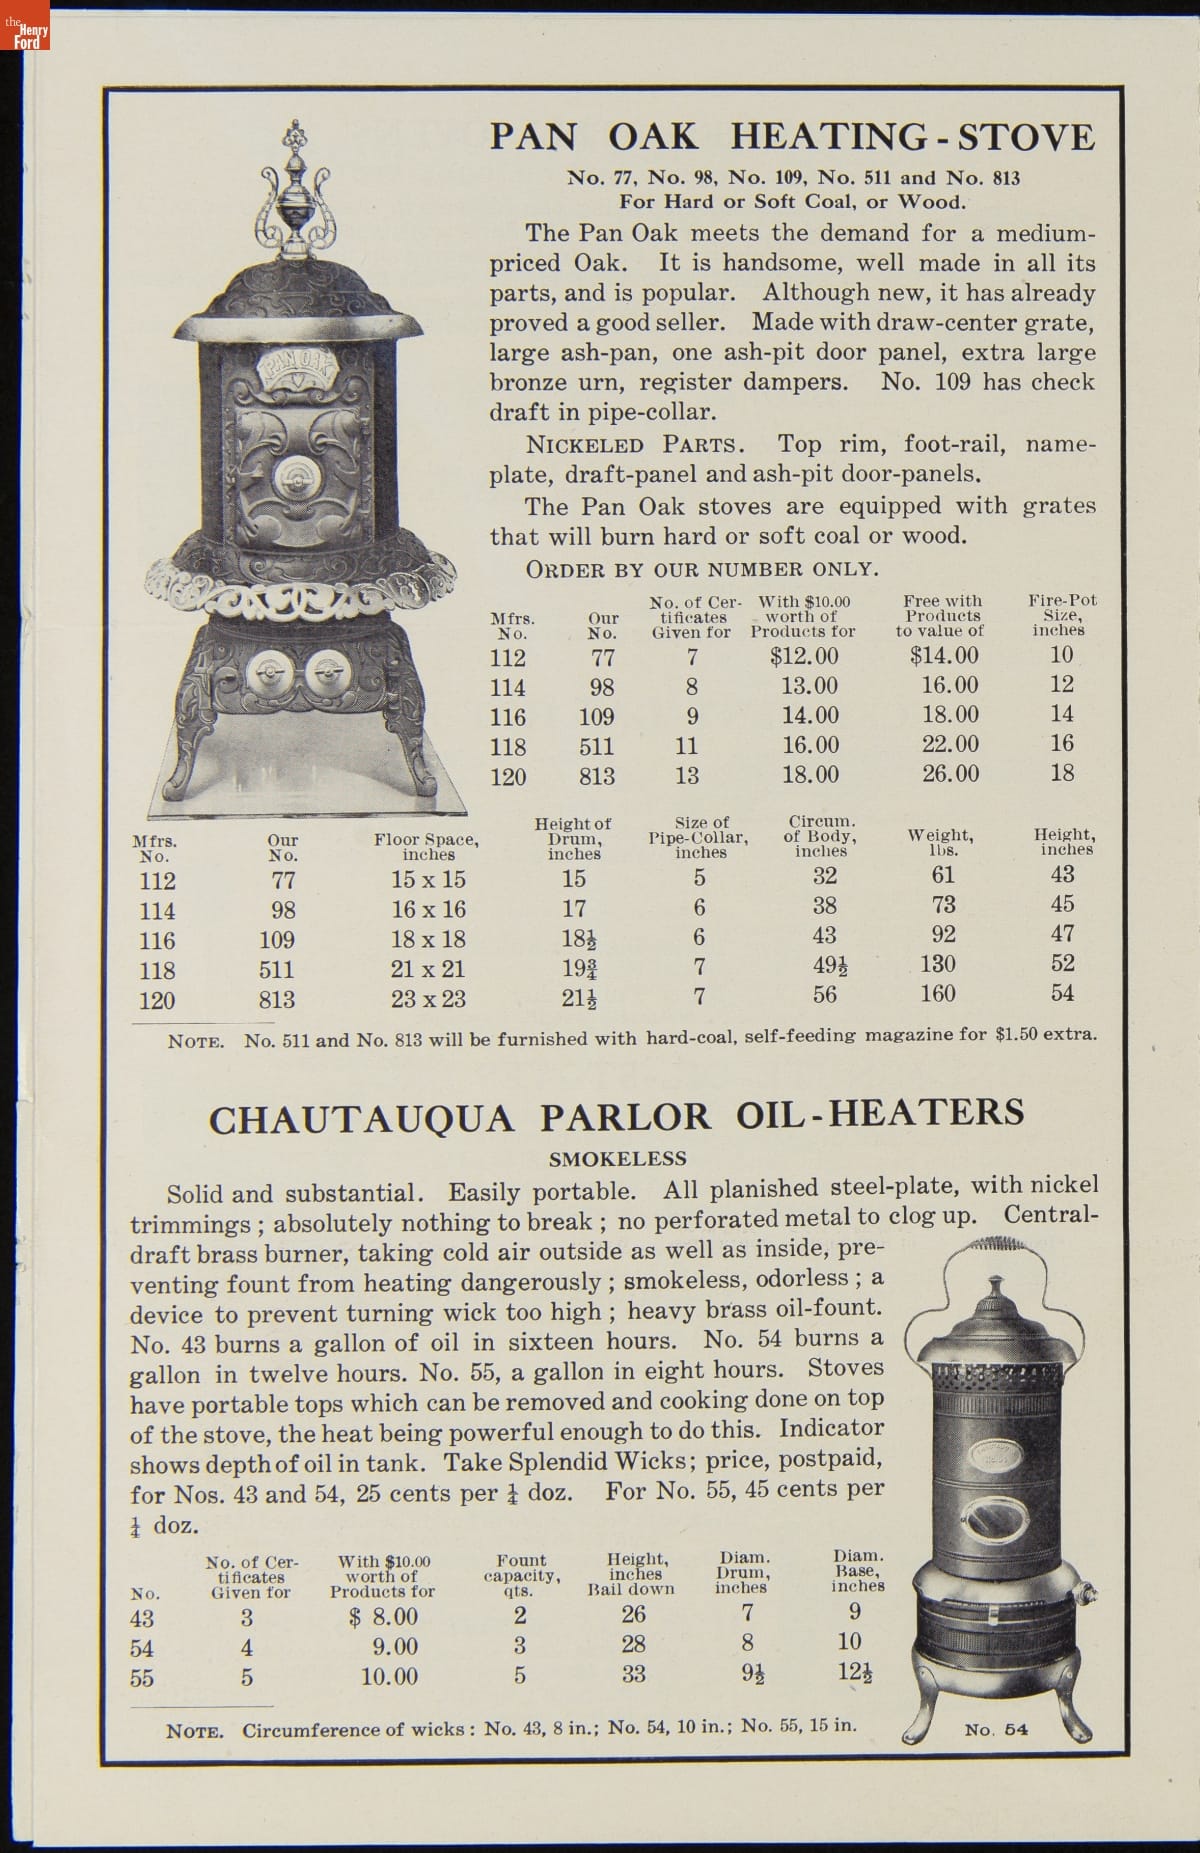 the
Henry
Ford
PAN OAK HEATING-STOVE
No. 77, No. 98, No. 109, No. 511 and No. 813
For Hard or Soft Coal, or Wood.
The Pan Oak meets the demand for a medium-
priced Oak. It is handsome, well made in all its
parts, and is popular. Although new, it has already
proved a good seller. Made with draw-center grate,
large ash-pan, one ash-pit door panel, extra large
bronze urn, register dampers. No. 109 has check
draft in pipe-collar.
NICKELED PARTS. Top rim, foot-rail, name-
plate, draft-panel and ash-pit door-panels.
The Pan Oak stoves are equipped with grates
that will burn hard or soft coal or wood.
ORDER BY OUR NUMBER ONLY.
PAN OAK
Mfrs. No. Our No. No. of Cer-tificates Given for With $10.00 worth of Products for Free with Products to value of Fire-Pot Size, inches
112 77 7 $12.00 $14.00 10
114 98 8 13.00 16.00 12
116 109 9 14.00 18.00 14
118 511 11 16.00 22.00 16
120 813 13 18.00 26.00 18
Mfrs. No. Our No. Floor Space, inches Height of Drum, inches Size of Pipe-Collar, inches Circum. of Body, inches Weight, lbs. Height, inches
112 77 15 x 15 15 5 32 61 43
114 98 16 x 16 17 6 38 73 45
116 109 18 x 18 18½ 6 43 92 47
118 511 21 x 21 19¾ 7 49½ 130 52
120 813 23 x 23 21½ 7 56 160 54
NOTE. No. 511 and No. 813 will be furnished with hard-coal, self-feeding magazine for $1.50 extra.
CHAUTAUQUA PARLOR OIL-HEATERS
SMOKELESS
Solid and substantial. Easily portable. All planished steel-plate, with nickel
trimmings; absolutely nothing to break; no perforated metal to clog up. Central-
draft brass burner, taking cold air outside as well as inside, pre-
venting fount from heating dangerously; smokeless, odorless; a
device to prevent turning wick too high; heavy brass oil-fount.
No. 43 burns a gallon of oil in sixteen hours. No. 54 burns a
gallon in twelve hours. No. 55, a gallon in eight hours. Stoves
have portable tops which can be removed and cooking done on top
of the stove, the heat being powerful enough to do this. Indicator
shows depth of oil in tank. Take Splendid Wicks; price, postpaid,
for Nos. 43 and 54, 25 cents per ¼ doz. For No. 55, 45 cents per
¼ doz.
No. No. of Cer-tificates Given for With $10.00 worth of Products for Fount capacity, qts. Height, inches Bail down Diam. Drum, inches Diam. Base, inches
43 3 $ 8.00 2 26 7 9
54 4 9.00 3 28 8 10
55 5 10.00 5 33 9½ 12½
NOTE. Circumference of wicks: No. 43, 8 in.; No. 54, 10 in.; No. 55, 15 in.
No. 54